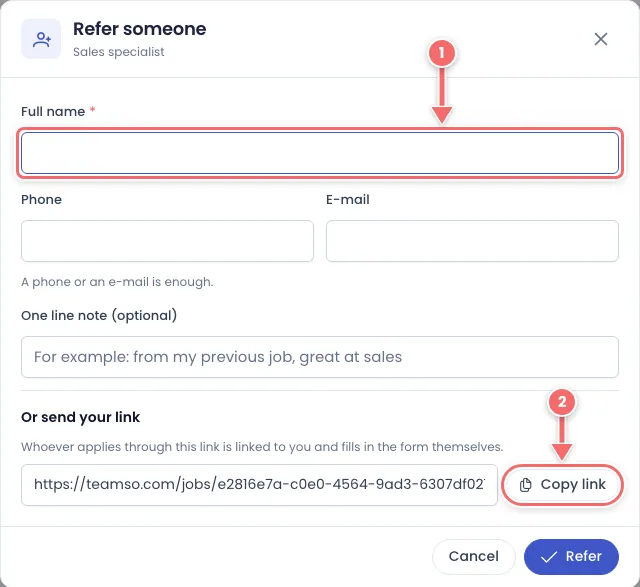 Refer someone
Sales specialist
1
Full name *
Phone
E-mail
A phone or an e-mail is enough.
One line note (optional)
For example: from my previous job, great at sales
2
Or send your link
Whoever applies through this link is linked to you and fills in the form themselves.
https://teamso.com/jobs/e2816e7a-c0e0-4564-9ad3-6307df02
Copy link
Cancel
Refer